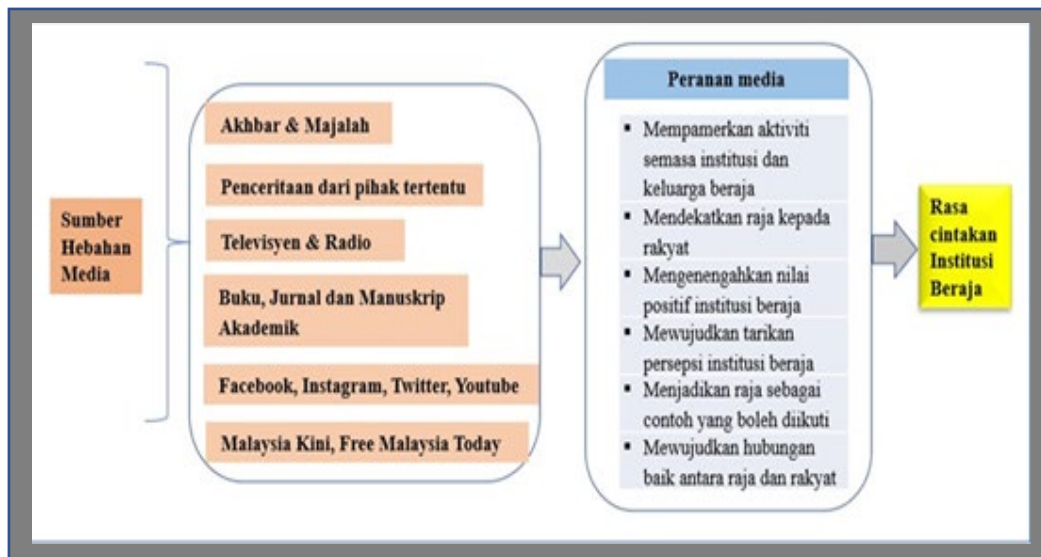 Sumber
Hebahan
Media
Akhbar & Majalah
Penceritaan dari pihak tertentu
Televisyen & Radio
Buku, Jurnal dan Manuskrip
Akademik
Facebook, Instagram, Twitter, Youtube
Malaysia Kini, Free Malaysia Today
Peranan media
▪ Mempamerkan aktiviti
semasa institusi dan
keluarga beraja
▪ Mendekatkan raja kepada
rakyat
▪ Mengenengahkan nilai
positif institusi beraja
▪ Mewujudkan tarikan
persepsi institusi beraja
▪ Menjadikan raja sebagai
contoh yang boleh diikuti
▪ Mewujudkan hubungan
baik antara raja dan rakyat
Rasa
cintakan
Institusi
Beraja